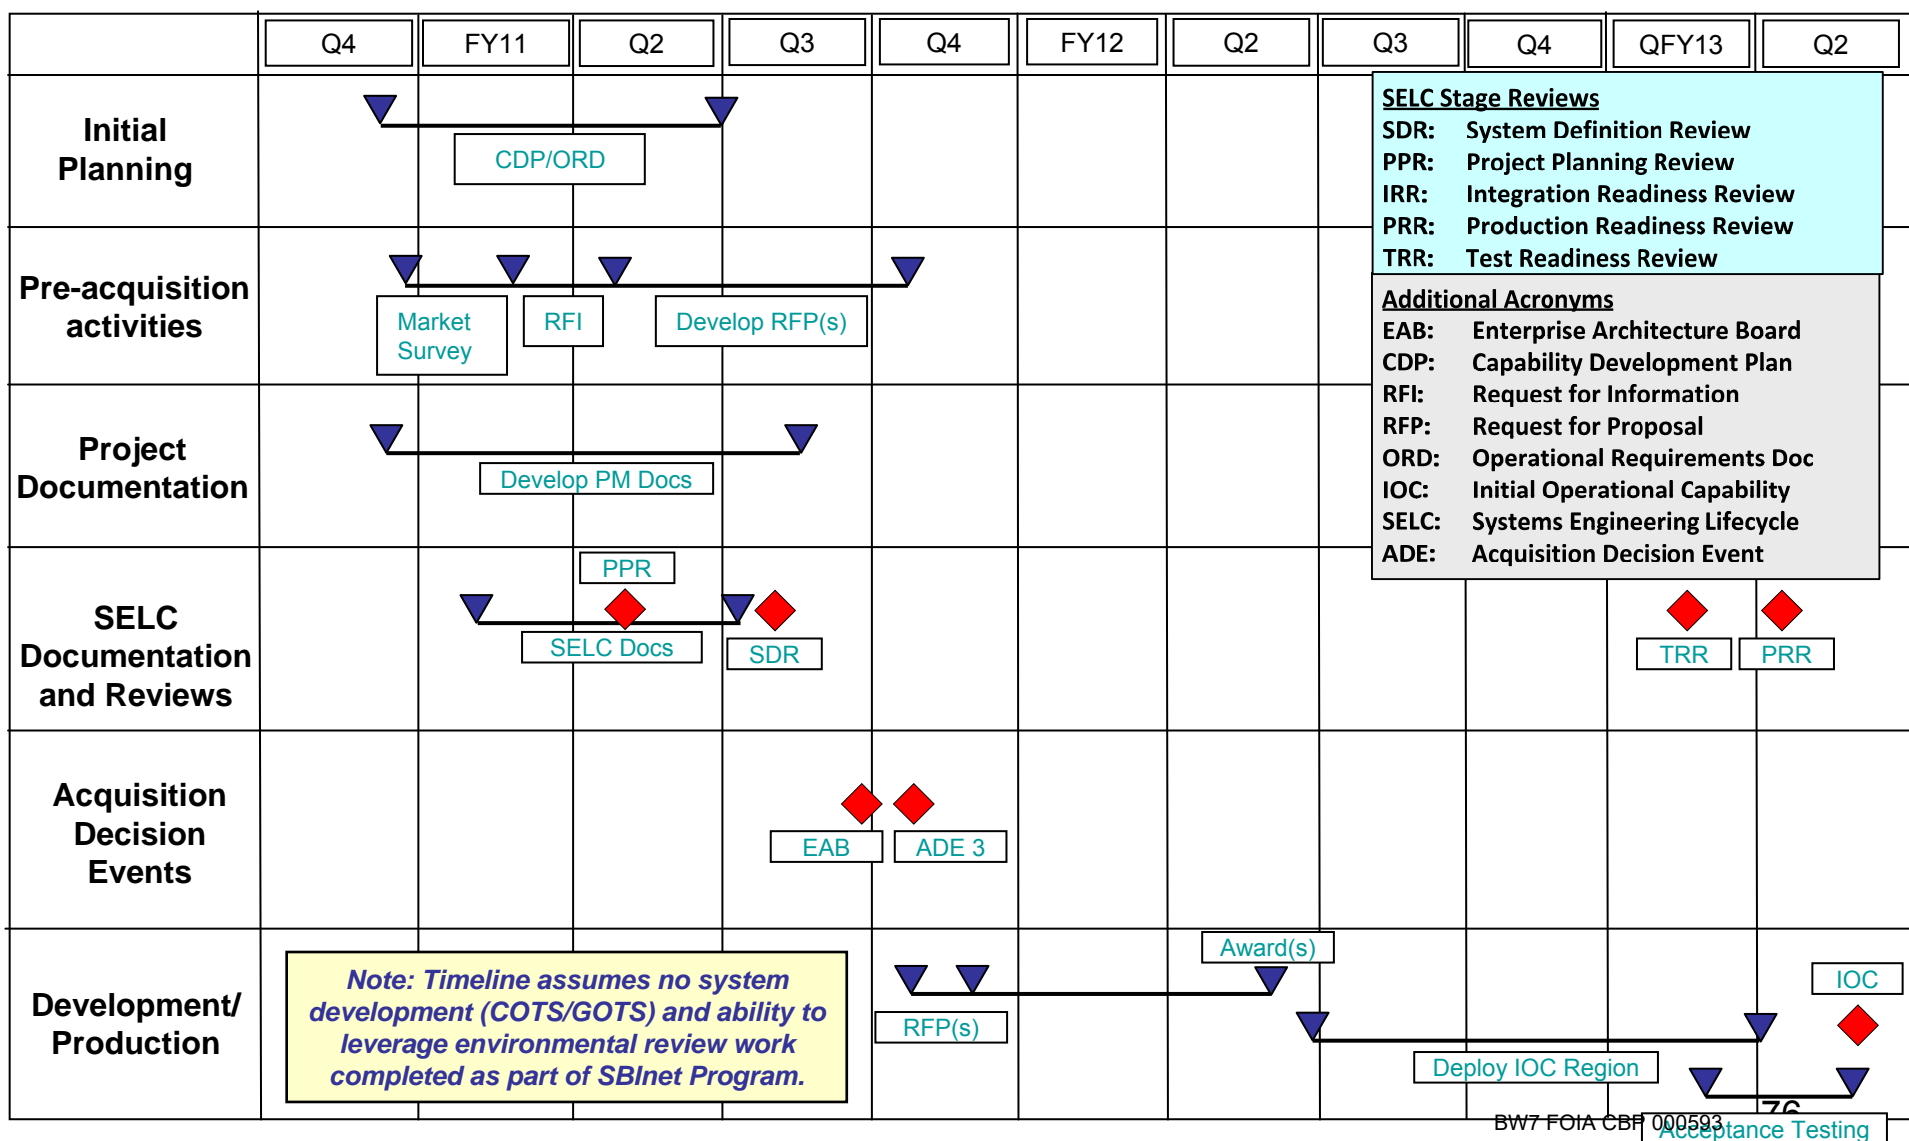 Q4 FY11 Q2 Q3 Q4 FY12 Q2 Q3 Q4 QFY13 Q2
Initial
Planning
CDP/ORD
SELC Stage Reviews
SDR: System Definition Review
PPR: Project Planning Review
IRR: Integration Readiness Review
PRR: Production Readiness Review
TRR: Test Readiness Review
Additional Acronyms
EAB: Enterprise Architecture Board
CDP: Capability Development Plan
RFI: Request for Information
RFP: Request for Proposal
ORD: Operational Requirements Doc
IOC: Initial Operational Capability
SELC: Systems Engineering Lifecycle
ADE: Acquisition Decision Event
Pre-acquisition
activities
Market
Survey
RFI
Develop RFP(s)
Project
Documentation
Develop PM Docs
SELC
Documentation
and Reviews
PPR
SELC Docs
SDR
TRR
PRR
Acquisition
Decision
Events
EAB
ADE 3
Development/
Production
Note: Timeline assumes no system
development (COTS/GOTS) and ability to
leverage environmental review work
completed as part of SBInet Program.
RFP(s)
Award(s)
Deploy IOC Region
IOC
76
BW7 FOIA CBP 000593
Acceptance Testing